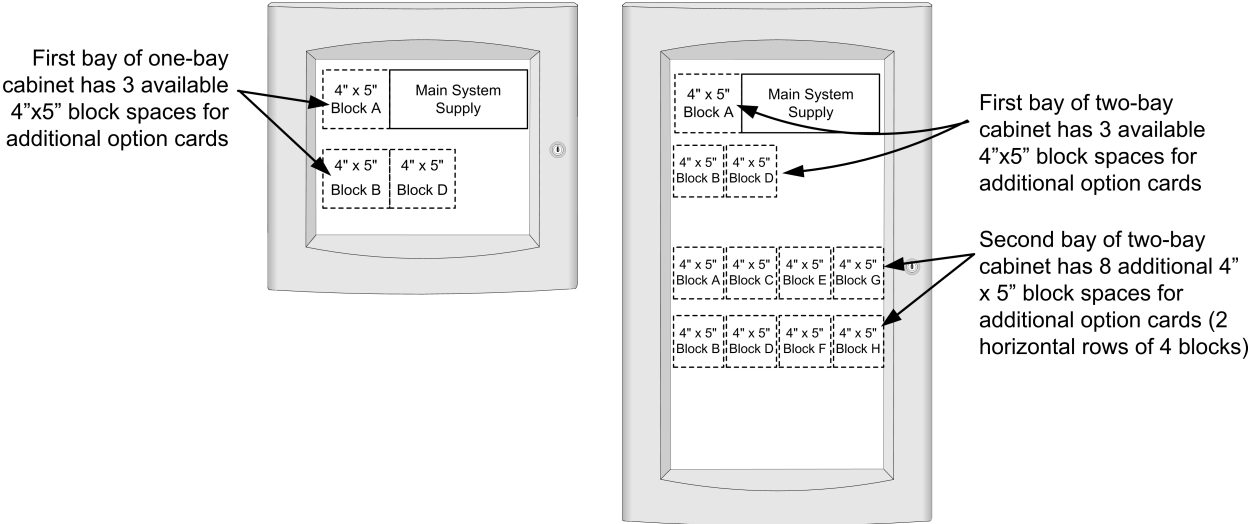 First bay of one-bay
cabinet has 3 available
4”x5” block spaces for
additional option cards
4" x 5"
Block A
Main System
Supply
4" x 5"
Block B
4" x 5"
Block D
4" x 5"
Block A
Main System
Supply
4" x 5"
Block B
4" x 5"
Block D
4" x 5"
Block A
4" x 5"
Block C
4" x 5"
Block E
4" x 5"
Block G
4" x 5"
Block B
4" x 5"
Block D
4" x 5"
Block F
4" x 5"
Block H
First bay of two-bay
cabinet has 3 available
4”x5” block spaces for
additional option cards
Second bay of two-bay
cabinet has 8 additional 4”
x 5” block spaces for
additional option cards (2
horizontal rows of 4 blocks)